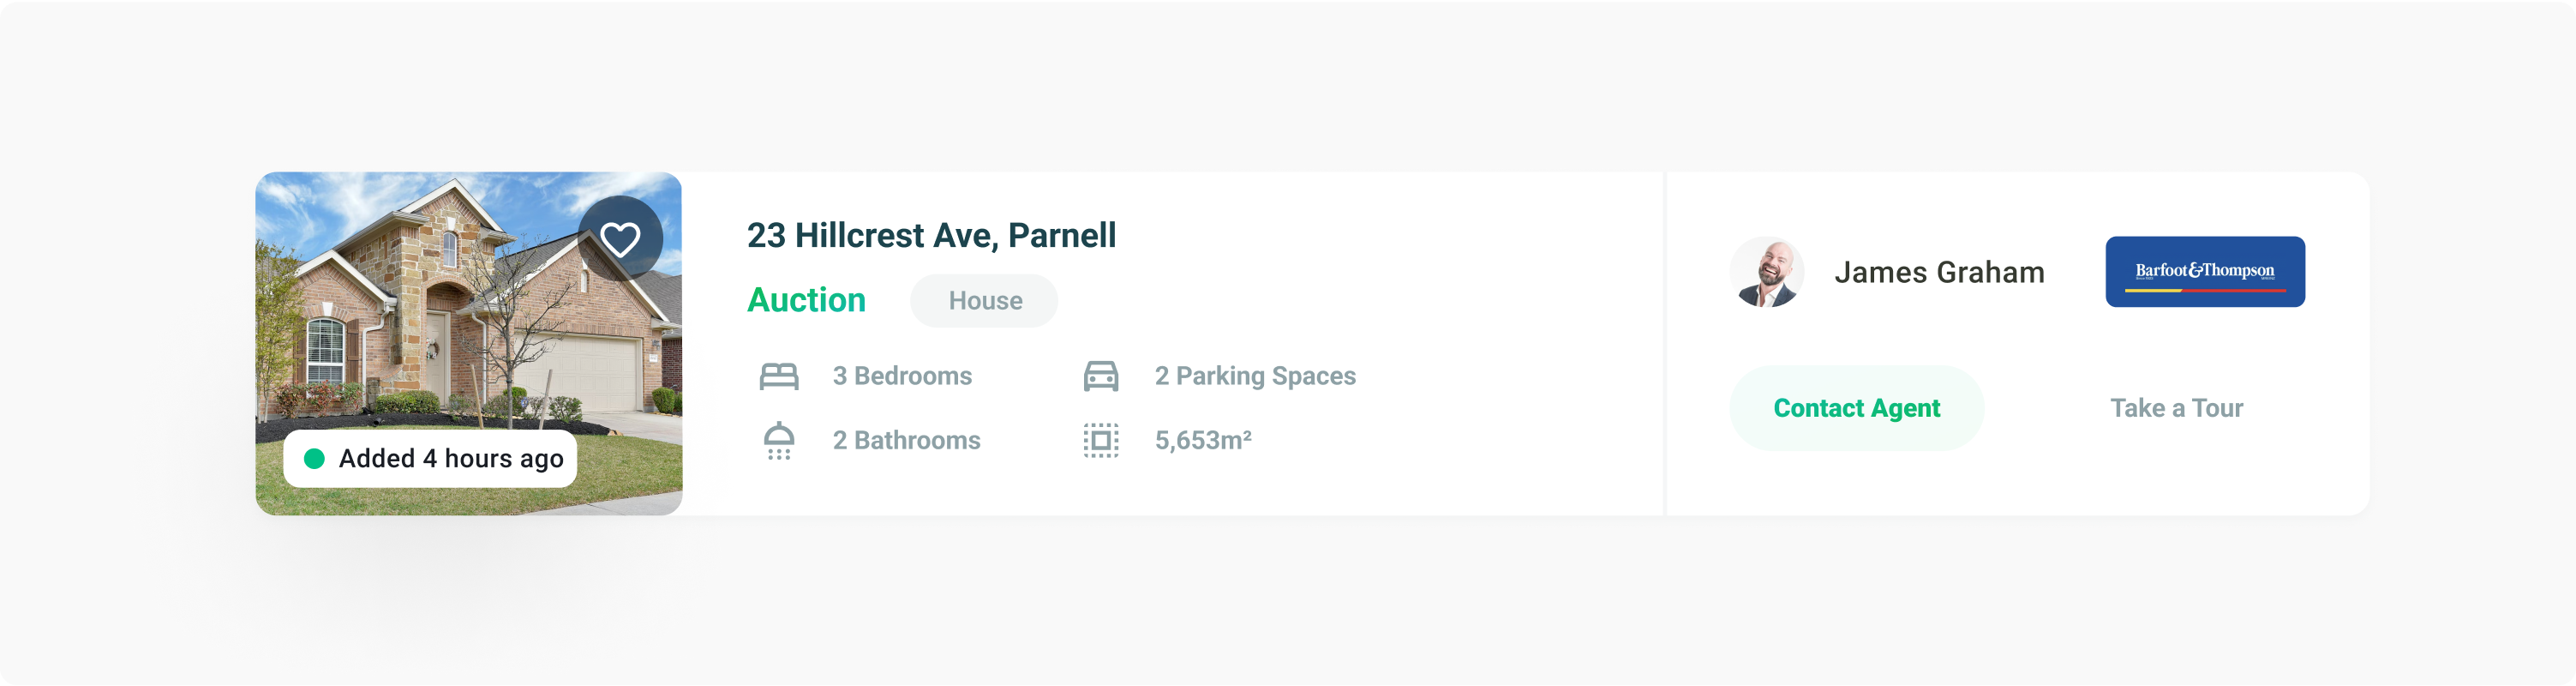 23 Hillcrest Ave, Parnell
Auction
House
3 Bedrooms
2 Parking Spaces
2 Bathrooms
5,653m²
Added 4 hours ago
James Graham
Barfoot&Thompson
Contact Agent
Take a Tour